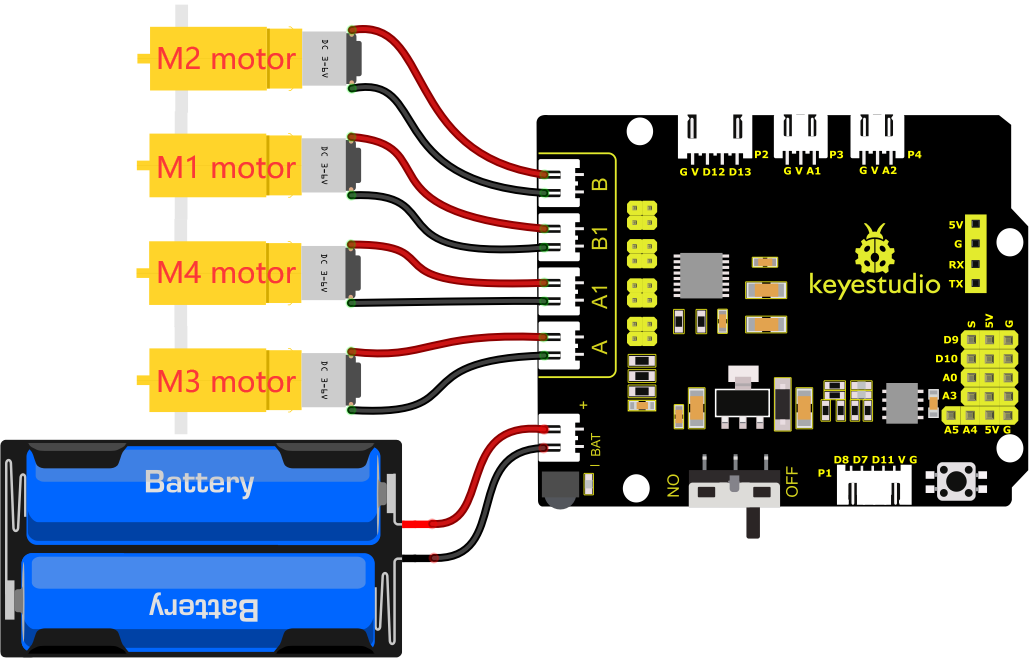 M2 motor
DC 3-6V
M1 motor
DC 3-6V
M4 motor
DC 3-6V
M3 motor
DC 3-6V
Battery
Battery
B
B1
A1
A
+
BAT
|
P2
G V D12 D13
P3
G V A1
P4
G V A2
keyestudio
5V
G
RX
TX
S 5V G
D9
D10
A0
A3
A5 A4 5V G
NO
OFF
P1
D8 D7 D11 V G